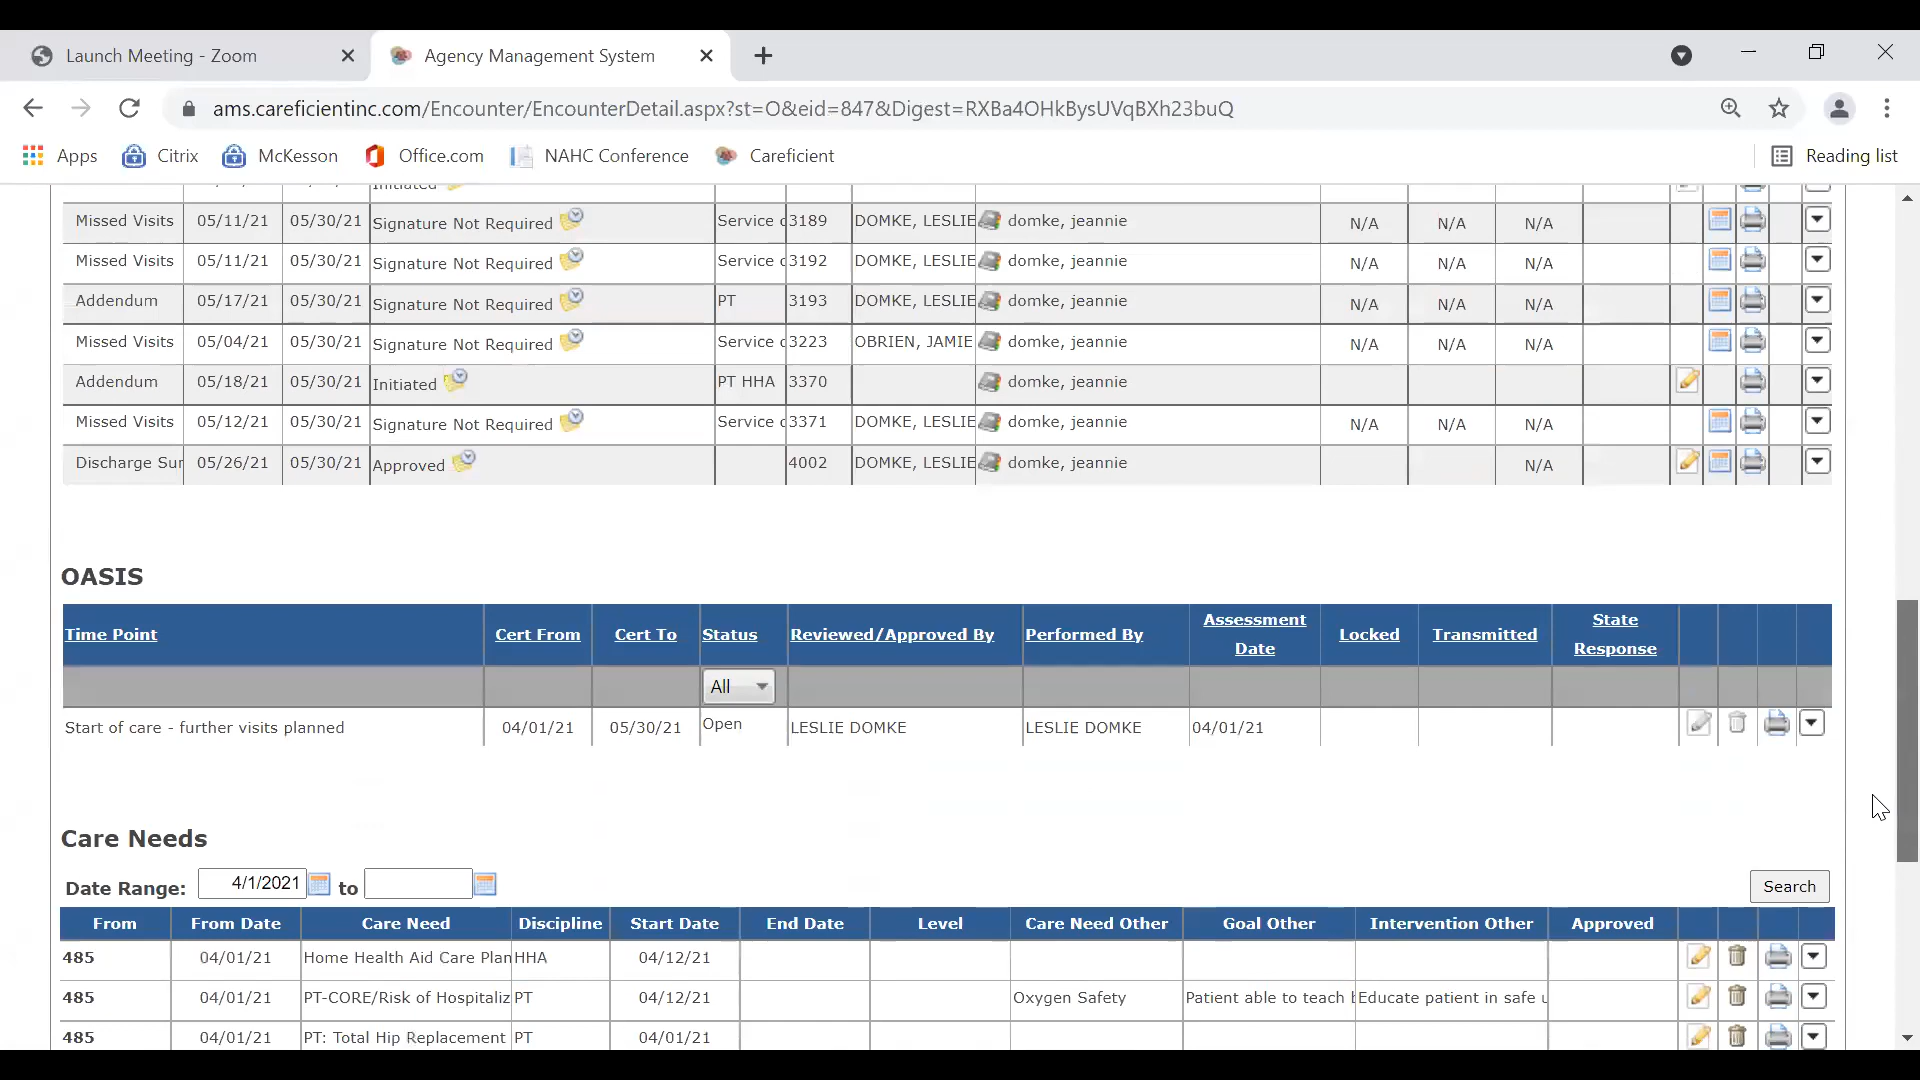 Launch Meeting - Zoom
Agency Management System
ams.careficientinc.com/Encounter/EncounterDetail.aspx?st=O&eid=847&Digest=RXBa4OHkBysUVqBXh23buQ
Apps Citrix McKesson Office.com NAHC Conference Careficient Reading list
Initiated
Missed Visits 05/11/21 05/30/21 Signature Not Required Service 3189 DOMKE, LESLIE domke, jeannie N/A N/A N/A
Missed Visits 05/11/21 05/30/21 Signature Not Required Service 3192 DOMKE, LESLIE domke, jeannie N/A N/A N/A
Addendum 05/17/21 05/30/21 Signature Not Required PT 3193 DOMKE, LESLIE domke, jeannie N/A N/A N/A
Missed Visits 05/04/21 05/30/21 Signature Not Required Service 3223 OBRIEN, JAMIE domke, jeannie N/A N/A N/A
Addendum 05/18/21 05/30/21 Initiated PT HHA 3370 domke, jeannie
Missed Visits 05/12/21 05/30/21 Signature Not Required Service 3371 DOMKE, LESLIE domke, jeannie N/A N/A N/A
Discharge Sur 05/26/21 05/30/21 Approved 4002 DOMKE, LESLIE domke, jeannie N/A
OASIS
Time Point Cert From Cert To Status Reviewed/Approved By Performed By Assessment Date Locked Transmitted State Response
All
Start of care - further visits planned 04/01/21 05/30/21 Open LESLIE DOMKE LESLIE DOMKE 04/01/21
Care Needs
Date Range: 4/1/2021 to Search
From From Date Care Need Discipline Start Date End Date Level Care Need Other Goal Other Intervention Other Approved
485 04/01/21 Home Health Aid Care Plan HHA 04/12/21
485 04/01/21 PT-CORE/Risk of Hospitaliz PT 04/12/21 Oxygen Safety Patient able to teach Educate patient in safe
485 04/01/21 PT: Total Hip Replacement PT 04/01/21